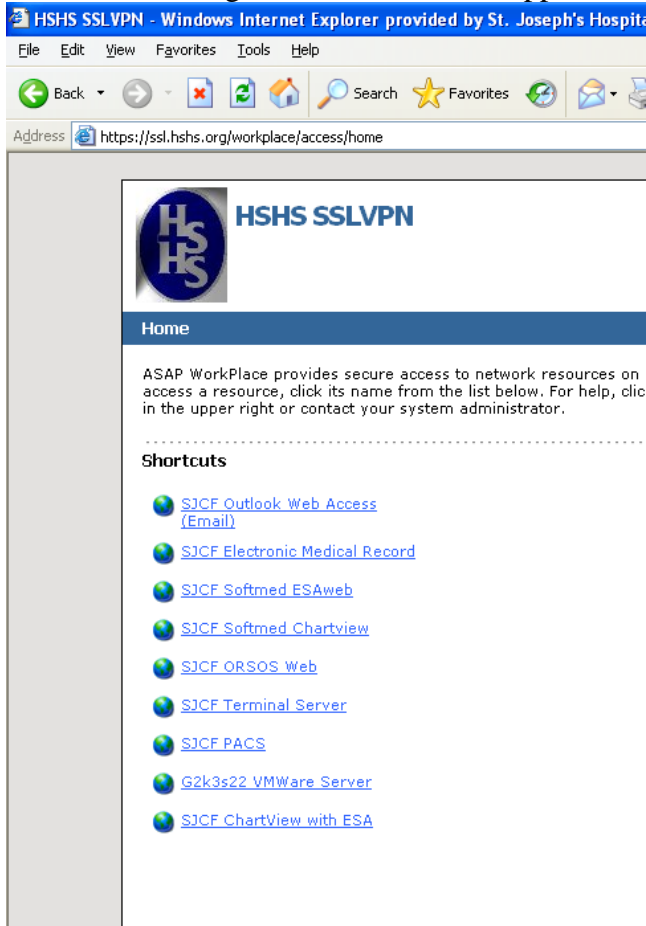 HSHS SSLVPN - Windows Internet Explorer provided by St. Joseph's Hospita
File Edit View Favorites Tools Help
Back Search Favorites
Address https://ssl.hshs.org/workplace/access/home
HSHS
HSHS SSLVPN
Home
ASAP WorkPlace provides secure access to network resources on
access a resource, click its name from the list below. For help, clic
in the upper right or contact your system administrator.
Shortcuts
SJCF Outlook Web Access
(Email)
SJCF Electronic Medical Record
SJCF Softmed ESAweb
SJCF Softmed Chartview
SJCF ORSOS Web
SJCF Terminal Server
SJCF PACS
G2k3s22 VMWare Server
SJCF ChartView with ESA